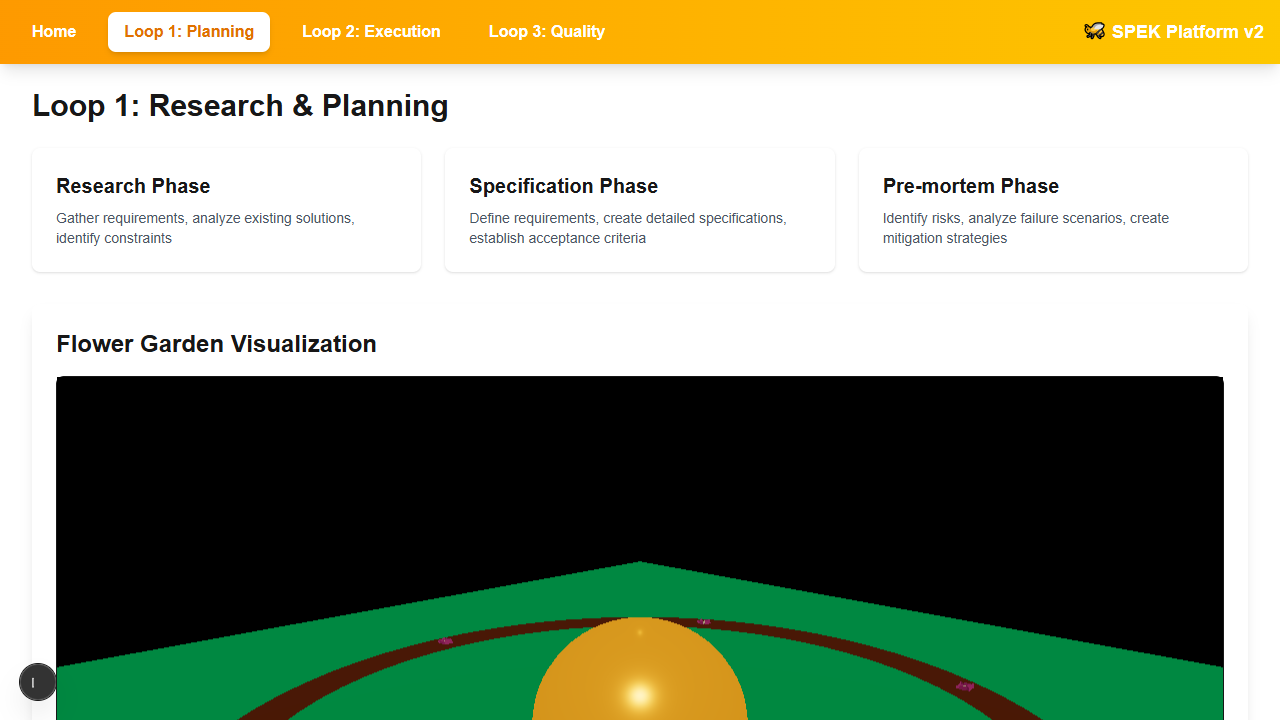 Home
Loop 1: Planning
Loop 2: Execution
Loop 3: Quality
SPEK Platform v2
Loop 1: Research & Planning
Research Phase
Gather requirements, analyze existing solutions,
identify constraints
Specification Phase
Define requirements, create detailed specifications,
establish acceptance criteria
Pre-mortem Phase
Identify risks, analyze failure scenarios, create
mitigation strategies
Flower Garden Visualization